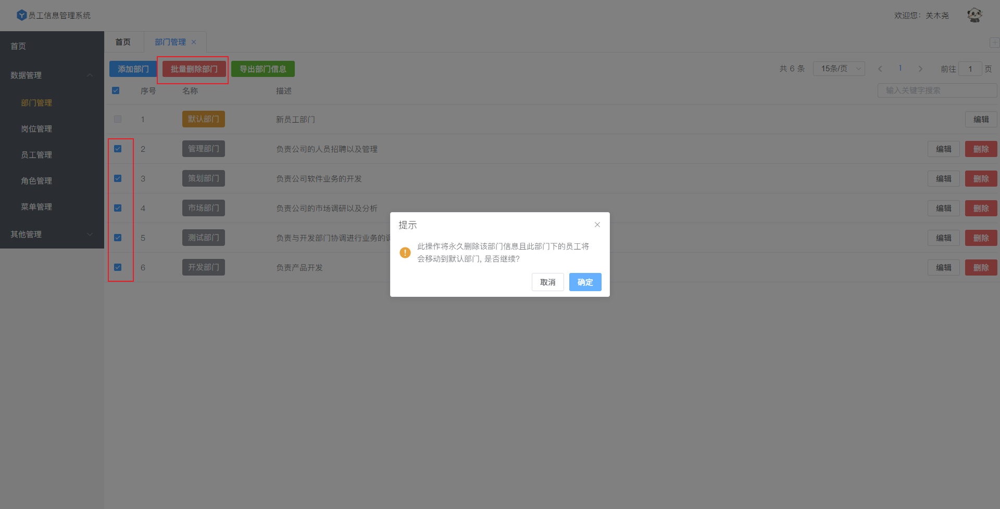 员工信息管理系统
欢迎您：关木尧
首页
数据管理
部门管理
岗位管理
员工管理
角色管理
菜单管理
其他管理
首页 部门管理
添加部门 批量删除部门 导出部门信息 共 6 条 15条/页 1 前往 1 页
序号 名称 描述 输入关键字搜索
1 默认部门 新员工部门 编辑
2 管理部门 负责公司的人员招聘以及管理 编辑 删除
3 策划部门 负责公司软件业务的开发 编辑 删除
4 市场部门 负责公司的市场调研以及分析 编辑 删除
5 测试部门 负责与开发部门协调进行业务的调 编辑 删除
6 开发部门 负责产品开发 编辑 删除
提示
此操作将永久删除该部门信息且此部门下的员工将
会移动到默认部门, 是否继续?
取消 确定